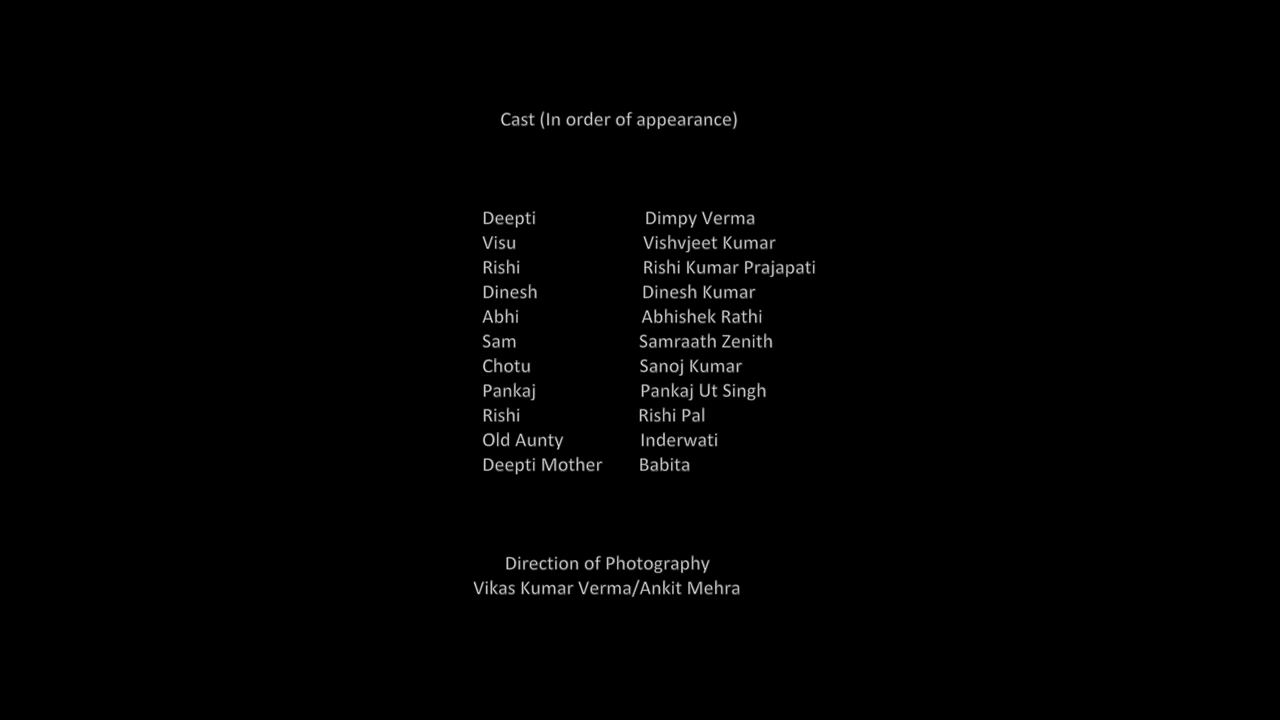 Cast (In order of appearance)
Deepti Dimpy Verma
Visu Vishvjeet Kumar
Rishi Rishi Kumar Prajapati
Dinesh Dinesh Kumar
Abhi Abhishek Rathi
Sam Samraath Zenith
Chotu Sanoj Kumar
Pankaj Pankaj Ut Singh
Rishi Rishi Pal
Old Aunty Inderwati
Deepti Mother Babita
Direction of Photography
Vikas Kumar Verma/Ankit Mehra